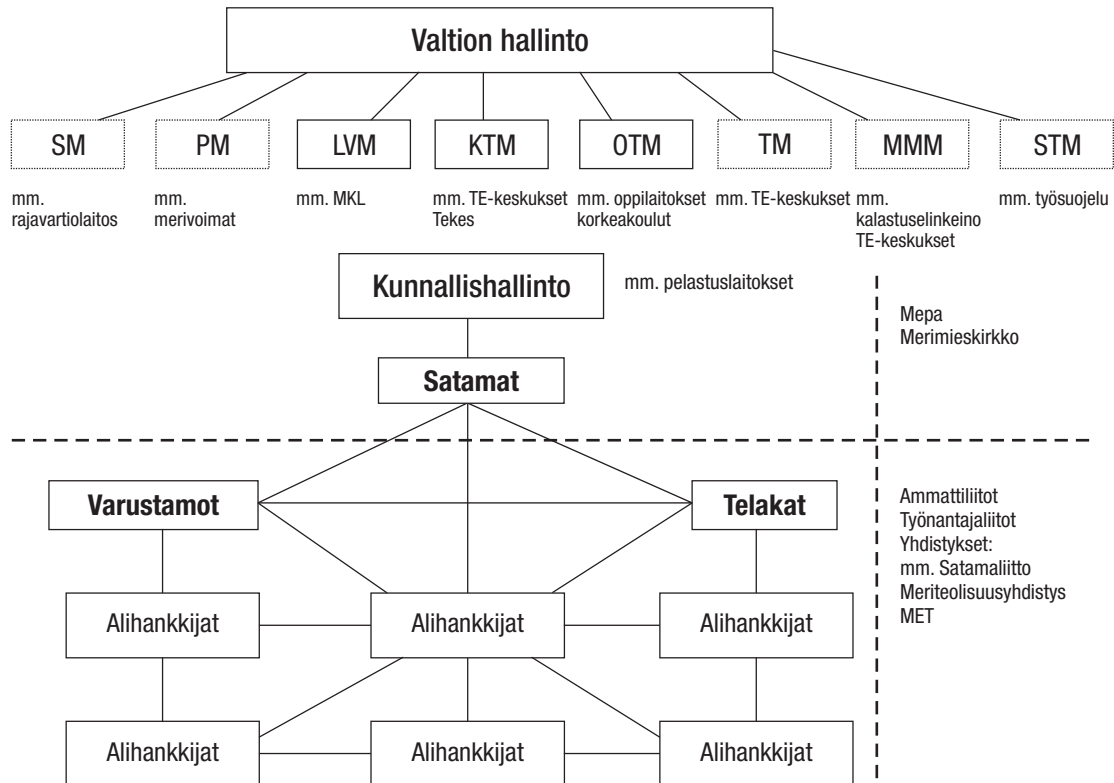 Valtion hallinto
SM
PM
LVM
KTM
OTM
TM
MMM
STM
mm.
rajavartiolaitos
mm.
merivoimat
mm. MKL
mm. TE-keskukset
Tekes
mm. oppilaitokset
korkeakoulut
mm. TE-keskukset
mm.
kalastuselinkeino
TE-keskukset
mm. työsuojelu
Kunnallishallinto
mm. pelastuslaitokset
Mepa
Merimieskirkko
Satamat
Varustamot
Telakat
Ammattiliitot
Työnantajaliitot
Yhdistykset:
mm. Satamaliitto
Meriteolisuusyhdistys
MET
Alihankkijat
Alihankkijat
Alihankkijat
Alihankkijat
Alihankkijat
Alihankkijat